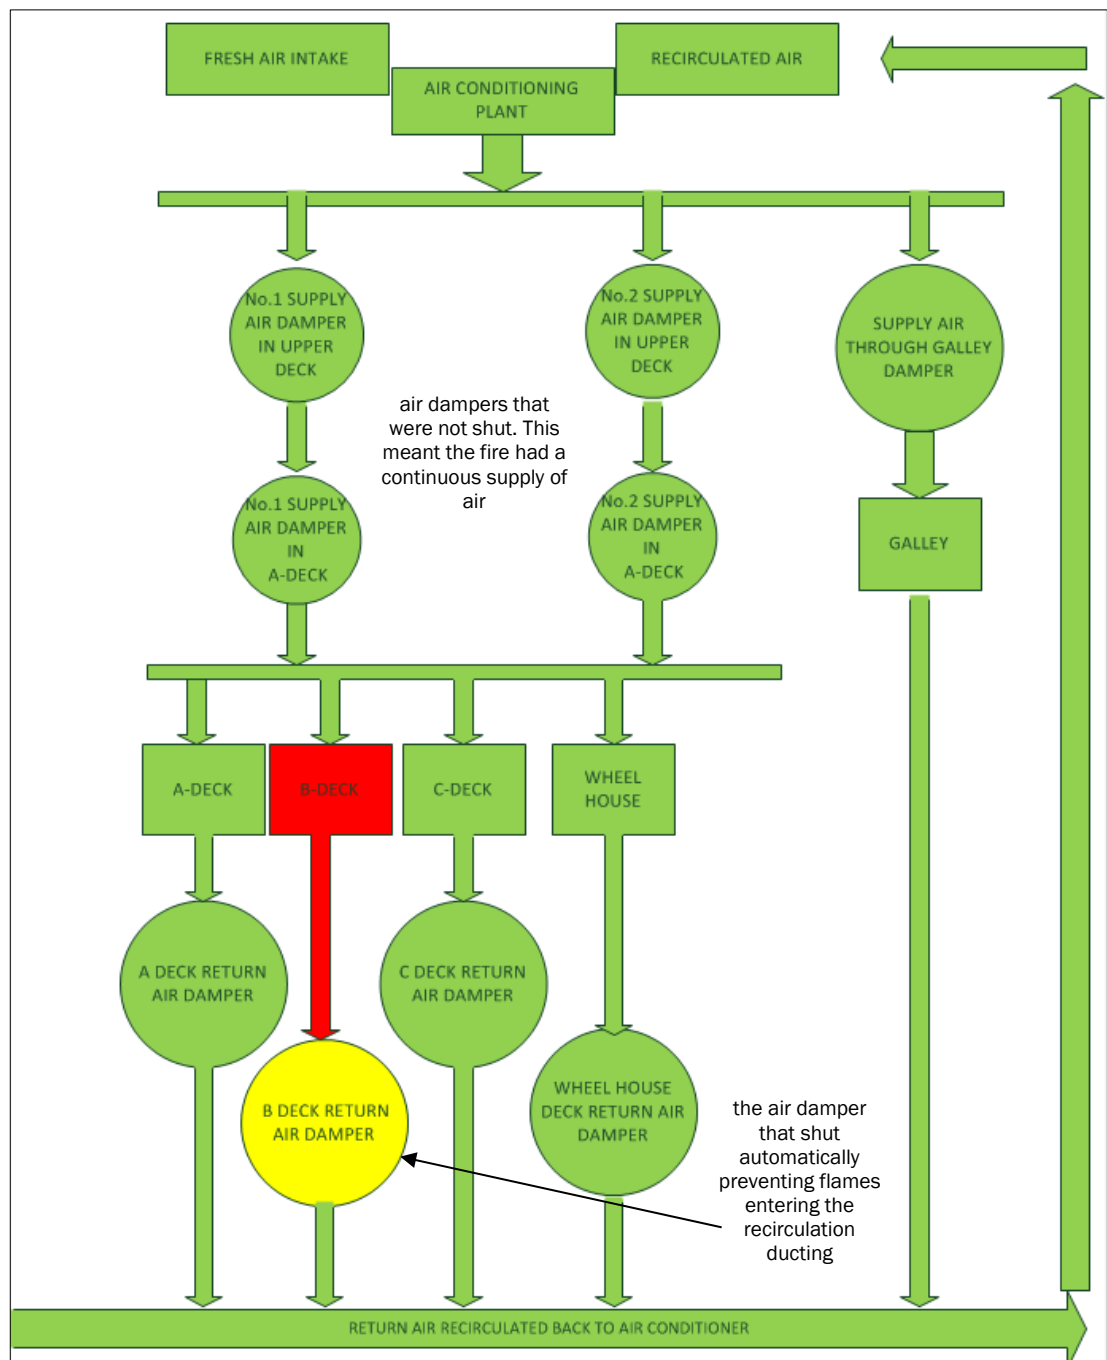 FRESH AIR INTAKE
RECIRCULATED AIR
AIR CONDITIONING
PLANT
No.1 SUPPLY
AIR DAMPER
IN UPPER
DECK
No.2 SUPPLY
AIR DAMPER
IN UPPER
DECK
SUPPLY AIR
THROUGH GALLEY
DAMPER
air dampers that
were not shut. This
meant the fire had a
continuous supply of
air
No.1 SUPPLY
AIR DAMPER
IN
A-DECK
No.2 SUPPLY
AIR DAMPER
IN
A-DECK
GALLEY
A-DECK
B-DECK
C-DECK
WHEEL
HOUSE
A DECK RETURN
AIR DAMPER
C DECK RETURN
AIR DAMPER
B DECK RETURN
AIR DAMPER
WHEEL HOUSE
DECK RETURN AIR
DAMPER
the air damper
that shut
automatically
preventing flames
entering the
recirculation
ducting
RETURN AIR RECIRCULATED BACK TO AIR CONDITIONER